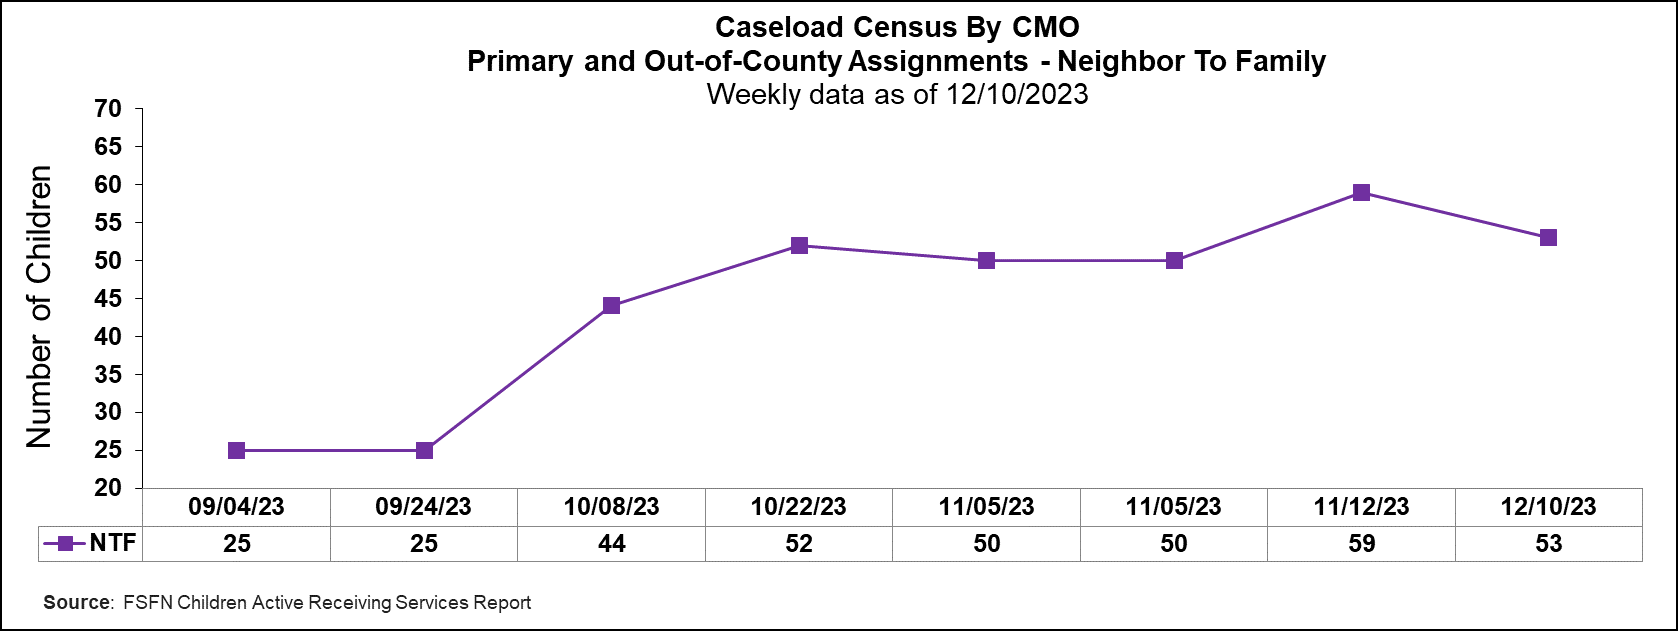 Caseload Census By CMO
Primary and Out-of-County Assignments - Neighbor To Family
Weekly data as of 12/10/2023
Number of Children
70
65
60
55
50
45
40
35
30
25
20
09/04/23 09/24/23 10/08/23 10/22/23 11/05/23 11/05/23 11/12/23 12/10/23
NTF 25 25 44 52 50 50 59 53
Source: FSFN Children Active Receiving Services Report